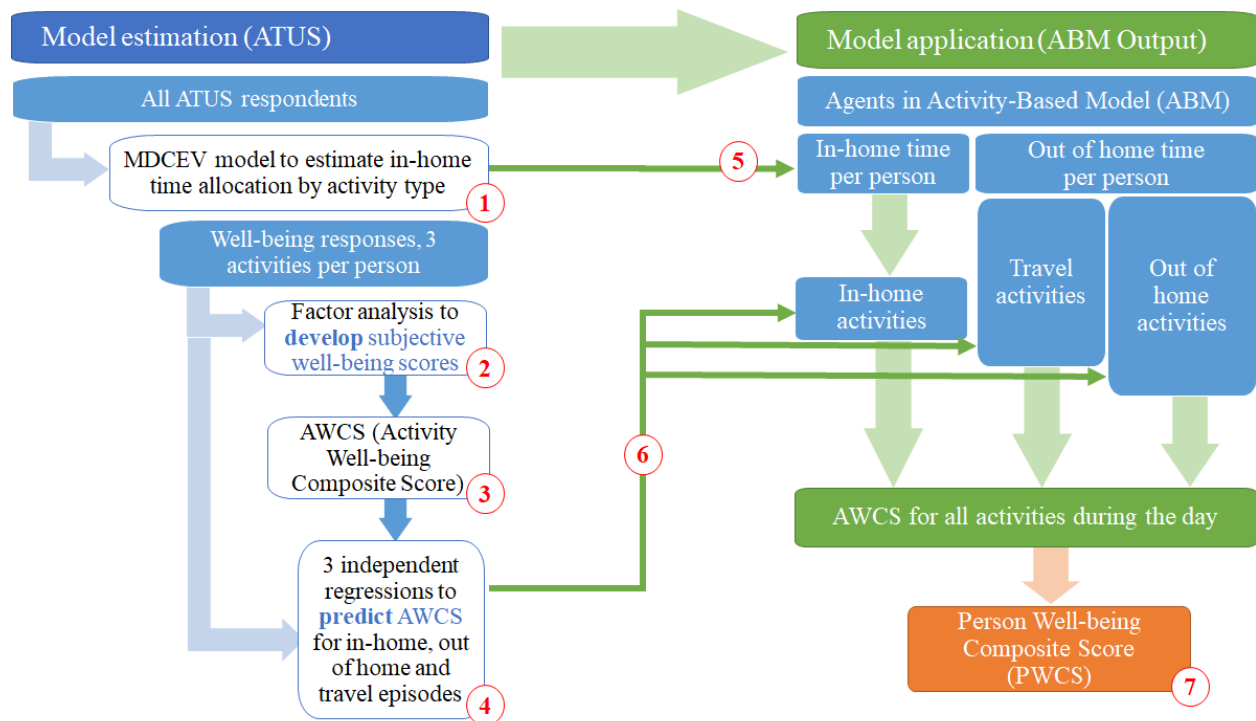 Model estimation (ATUS)
All ATUS respondents
MDCEV model to estimate in-home
time allocation by activity type
1
Well-being responses, 3
activities per person
Factor analysis to
develop subjective
well-being scores
2
AWCS (Activity
Well-being
Composite Score)
3
3 independent
regressions to
predict AWCS
for in-home, out
of home and
travel episodes
4
5
6
Model application (ABM Output)
Agents in Activity-Based Model (ABM)
In-home time
per person
Out of home time
per person
In-home
activities
Travel
activities
Out of
home
activities
AWCS for all activities during the day
Person Well-being
Composite Score
(PWCS)
7